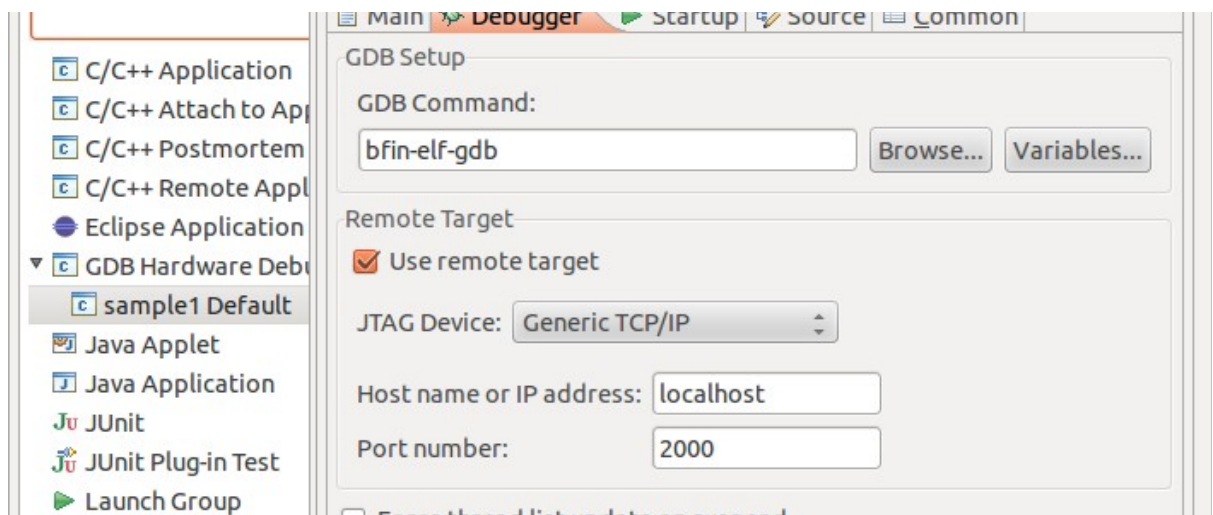 Main Debugger Startup Source Common
C/C++ Application
C/C++ Attach to App
C/C++ Postmortem
C/C++ Remote Appl
Eclipse Application
GDB Hardware Debu
sample1 Default
Java Applet
Java Application
JUnit
JUnit Plug-in Test
Launch Group
GDB Setup
GDB Command:
bfin-elf-gdb Browse... Variables...
Remote Target
Use remote target
JTAG Device: Generic TCP/IP
Host name or IP address: localhost
Port number: 2000